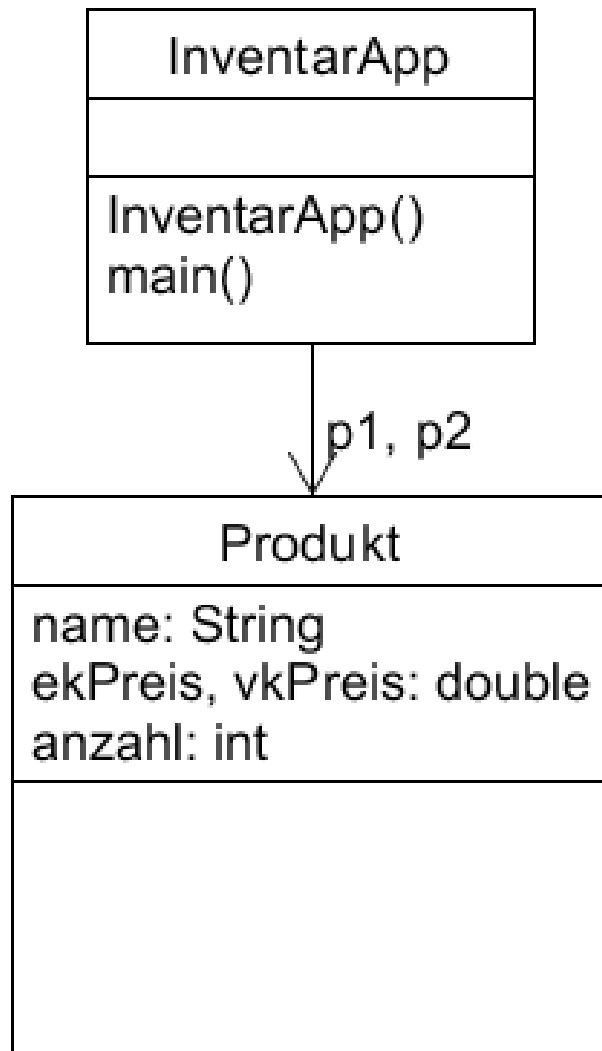 InventarApp
InventarApp()
main()
p1, p2
Produkt
name: String
ekPreis, vkPreis: double
anzahl: int